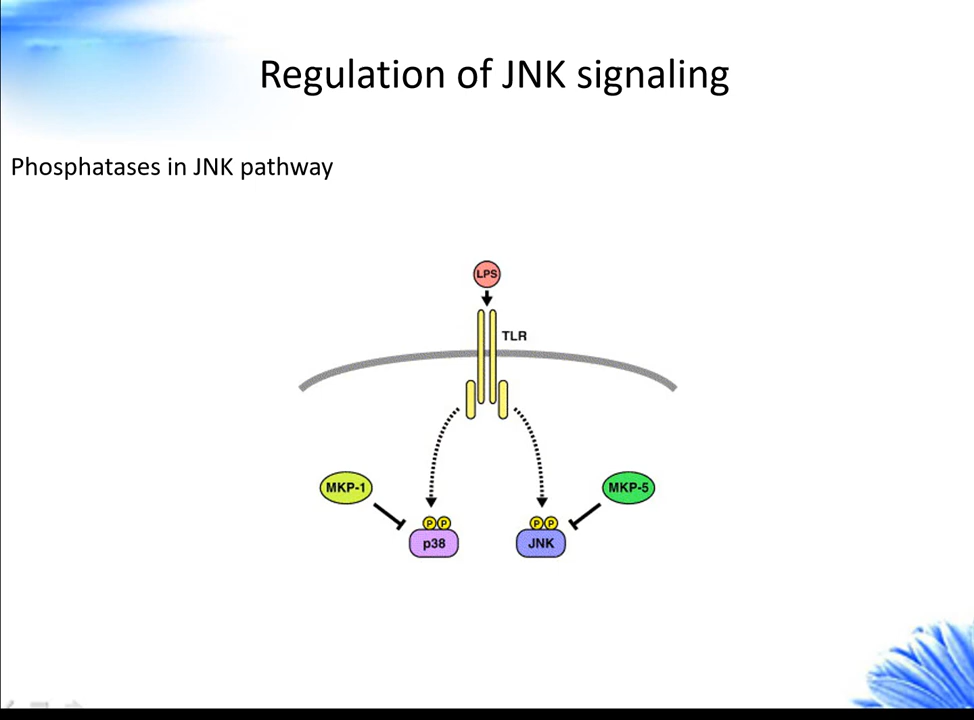 Regulation of JNK signaling
Phosphatases in JNK pathway
LPS
TLR
MKP-1
MKP-5
P P
P P
p38
JNK